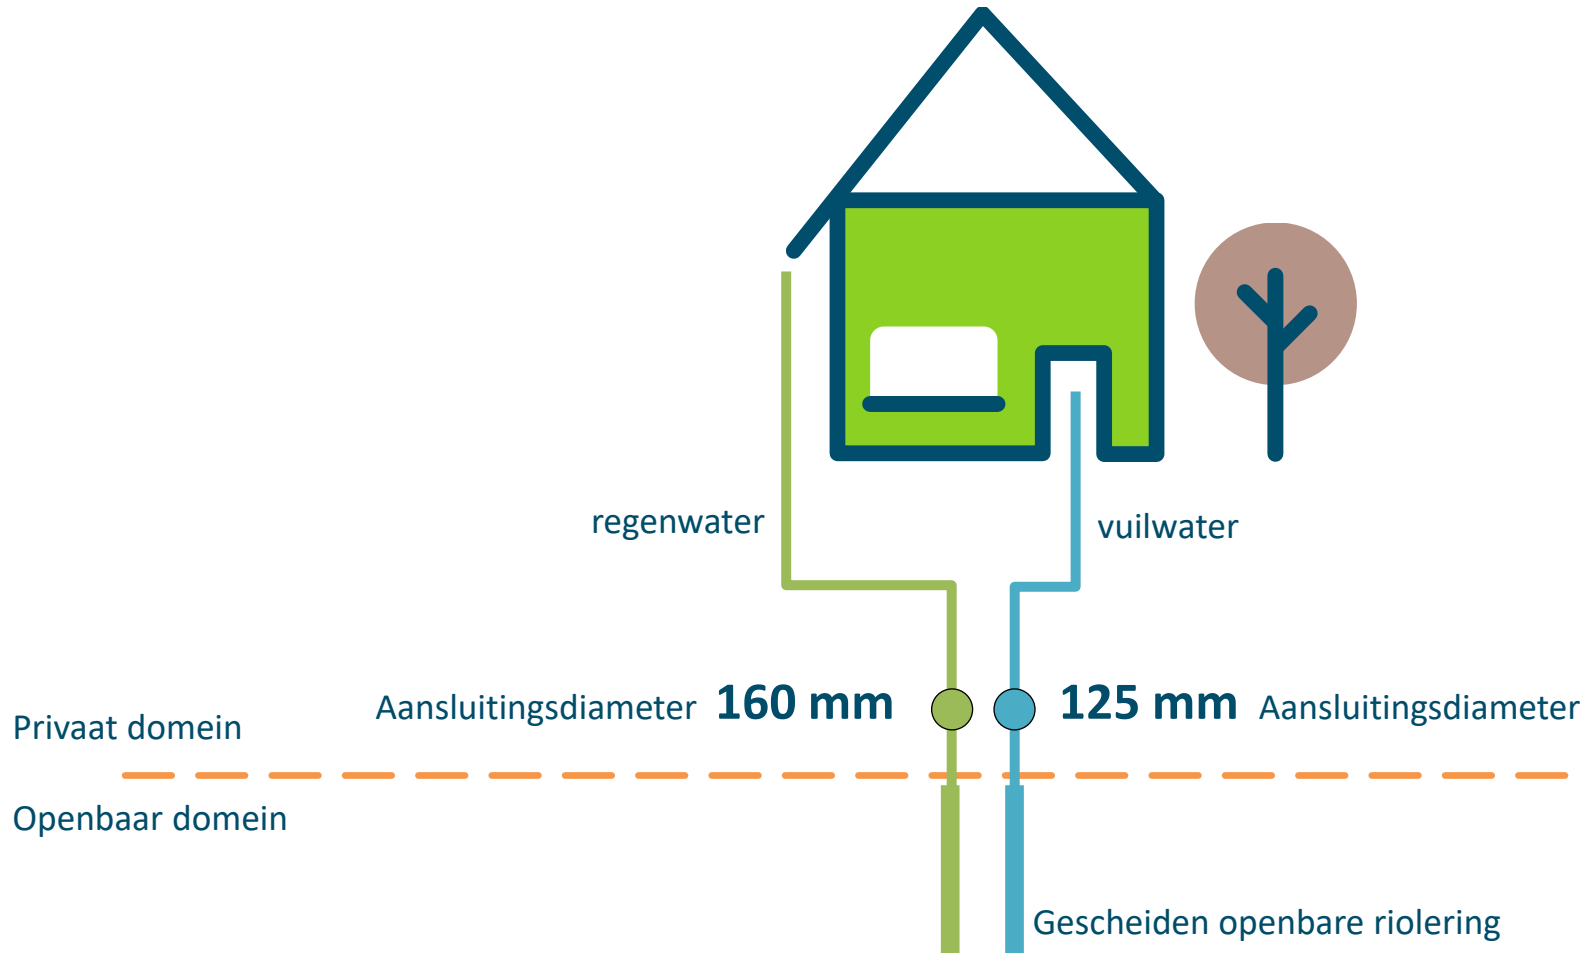 regenwater
vuilwater
Aansluitingsdiameter 160 mm
125 mm Aansluitingsdiameter
Privaat domein
Openbaar domein
Gescheiden openbare riolering